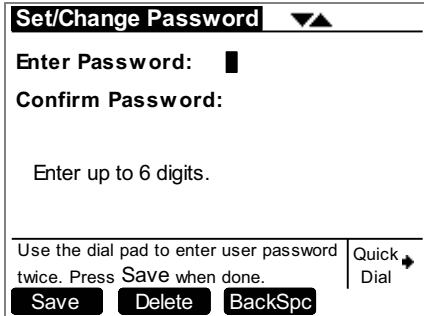 Set/Change Password
Enter Password:
Confirm Password:
Enter up to 6 digits.
Use the dial pad to enter user password
twice. Press Save when done.
Quick
Dial
Save Delete BackSpc